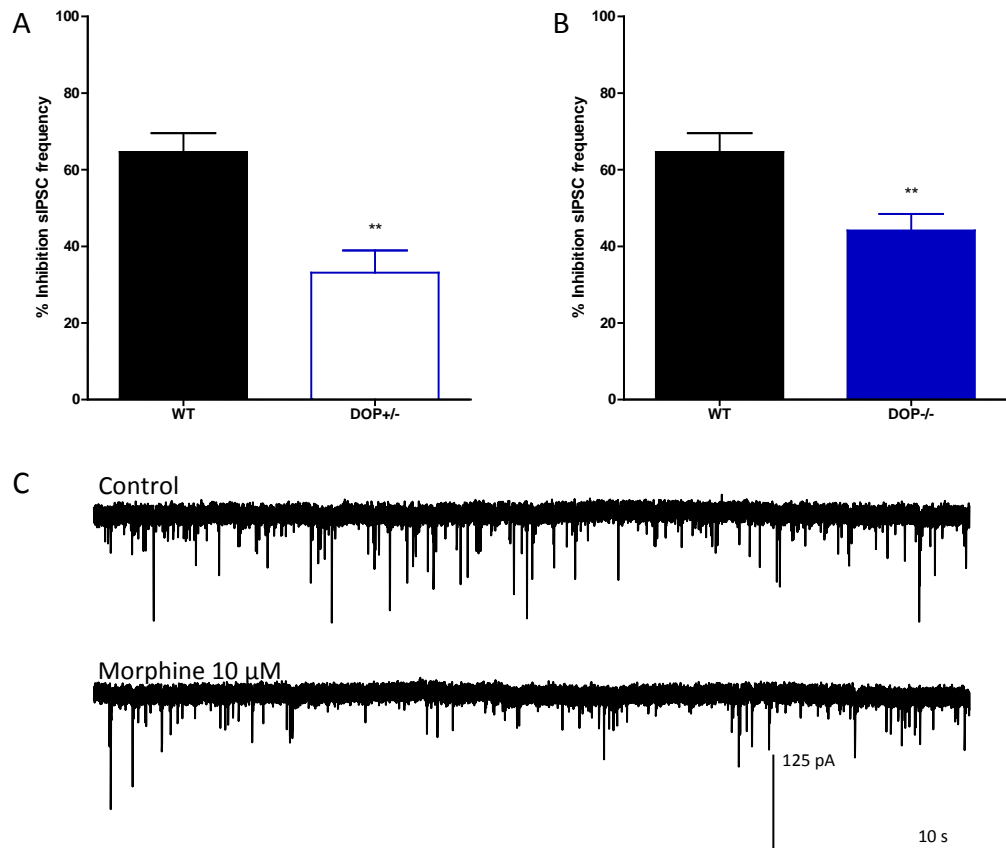 A
% Inhibition sIPSC frequency
100
80
60
40
20
0
**
WT
DOP+/-
B
% Inhibition sIPSC frequency
100
80
60
40
20
0
**
WT
DOP-/-
C
Control
Morphine 10 µM
125 pA
10 s